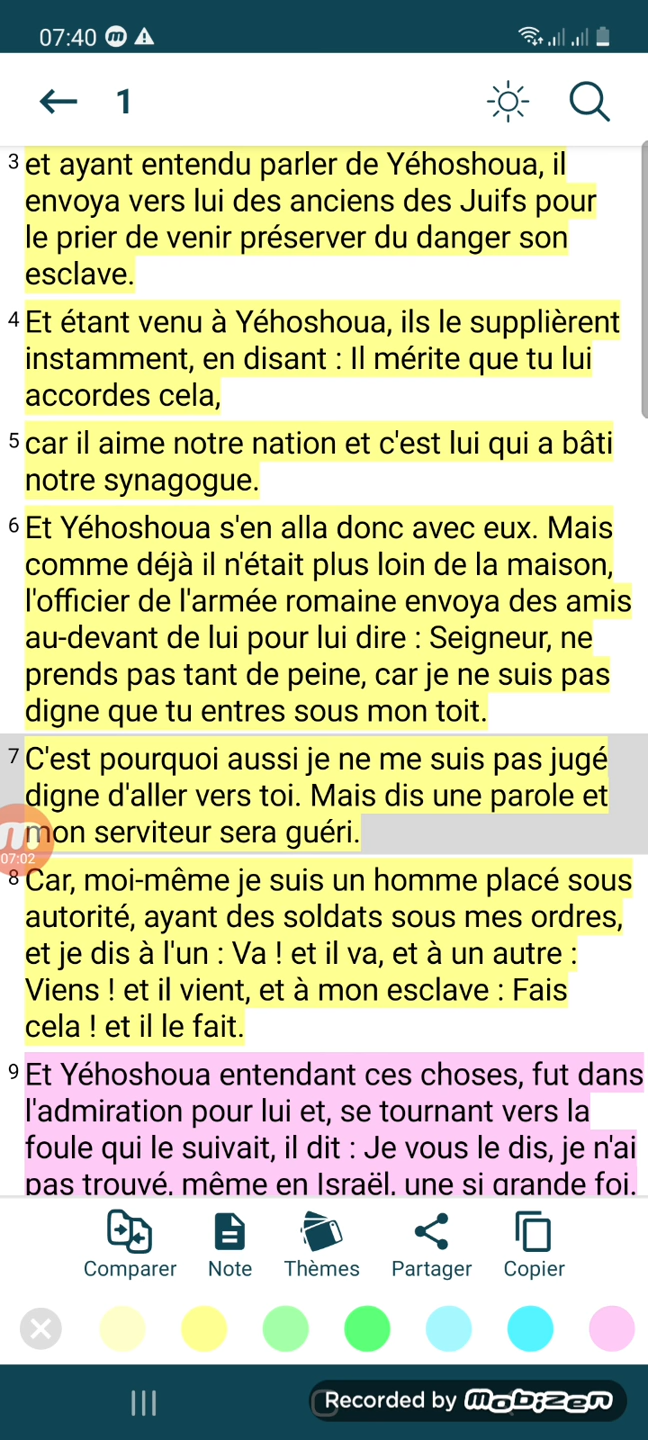 07:40
1
3 et ayant entendu parler de Yéhoshoua, il
envoya vers lui des anciens des Juifs pour
le prier de venir préserver du danger son
esclave.
4 Et étant venu à Yéhoshoua, ils le supplièrent
instamment, en disant : Il mérite que tu lui
accordes cela,
5 car il aime notre nation et c'est lui qui a bâti
notre synagogue.
6 Et Yéhoshoua s'en alla donc avec eux. Mais
comme déjà il n'était plus loin de la maison,
l'officier de l'armée romaine envoya des amis
au-devant de lui pour lui dire : Seigneur, ne
prends pas tant de peine, car je ne suis pas
digne que tu entres sous mon toit.
7 C'est pourquoi aussi je ne me suis pas jugé
digne d'aller vers toi. Mais dis une parole et
mon serviteur sera guéri.
07:02
8 Car, moi-même je suis un homme placé sous
autorité, ayant des soldats sous mes ordres,
et je dis à l'un : Va ! et il va, et à un autre :
Viens ! et il vient, et à mon esclave : Fais
cela ! et il le fait.
9 Et Yéhoshoua entendant ces choses, fut dans
l'admiration pour lui et, se tournant vers la
foule qui le suivait, il dit : Je vous le dis, je n'ai
pas trouvé, même en Israël, une si grande foi.
Comparer Note Thèmes Partager Copier
Recorded by mobizen